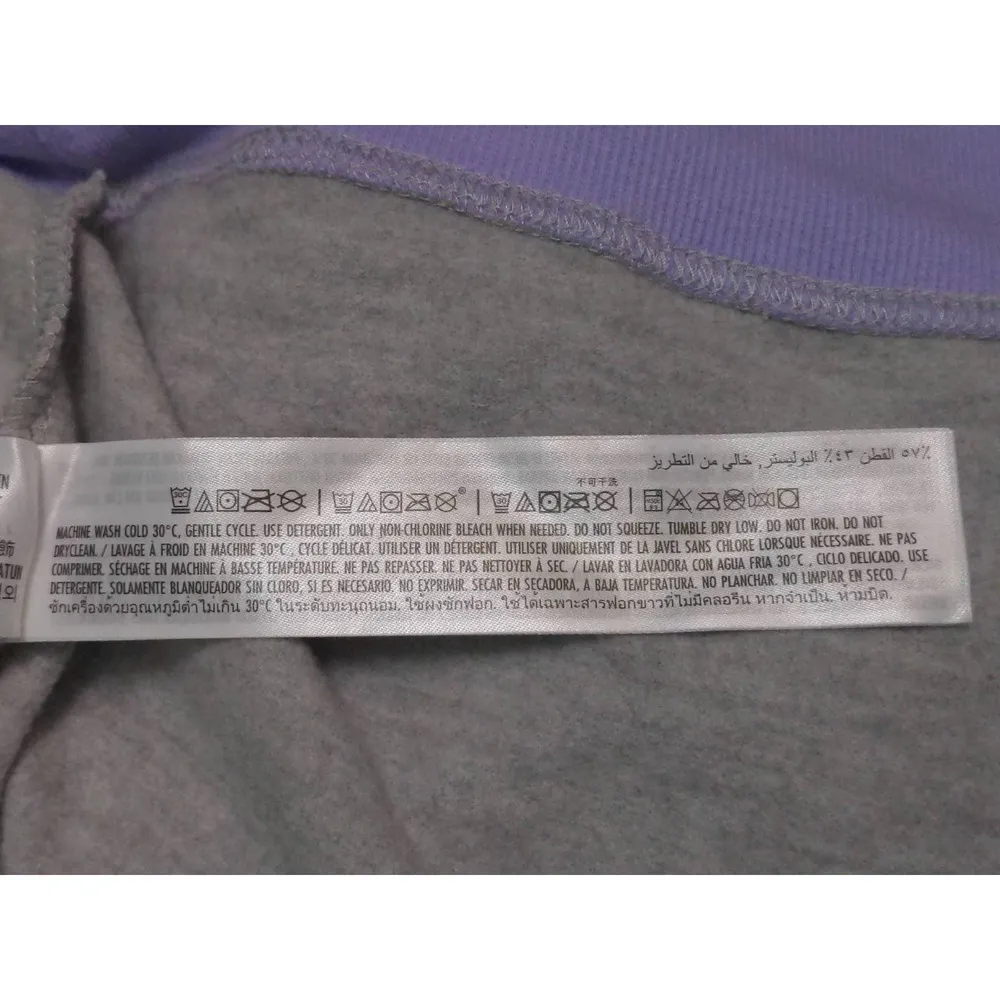 ٥٧٪ القطن ٤٣٪ البوليستر, خالي من التطريز
不可干洗
MACHINE WASH COLD 30°C, GENTLE CYCLE. USE DETERGENT. ONLY NON-CHLORINE BLEACH WHEN NEEDED. DO NOT SQUEEZE. TUMBLE DRY LOW. DO NOT IRON. DO NOT
DRYCLEAN. / LAVAGE À FROID EN MACHINE 30°C, CYCLE DÉLICAT. UTILISER UN DÉTERGENT. UTILISER UNIQUEMENT DE LA JAVEL SANS CHLORE LORSQUE NÉCESSAIRE. NE PAS
COMPRIMER. SÉCHAGE EN MACHINE À BASSE TEMPÉRATURE. NE PAS REPASSER. NE PAS NETTOYER À SEC. / LAVAR EN LAVADORA CON AGUA FRIA 30°C, CICLO DELICADO. USE
DETERGENTE. SOLAMENTE BLANQUEADOR SIN CLORO, SI ES NECESARIO. NO EXPRIMIR. SECAR EN SECADORA, A BAJA TEMPERATURA. NO PLANCHAR. NO LIMPIAR EN SECO. /
ซักเครื่องด้วยอุณหภูมิต่ำไม่เกิน 30°C ในระดับทะนุถนอม. ใช้ผงซักฟอก. ใช้ได้เฉพาะสารฟอกขาวที่ไม่มีคลอรีน หากจำเป็น. ห้ามบิด.